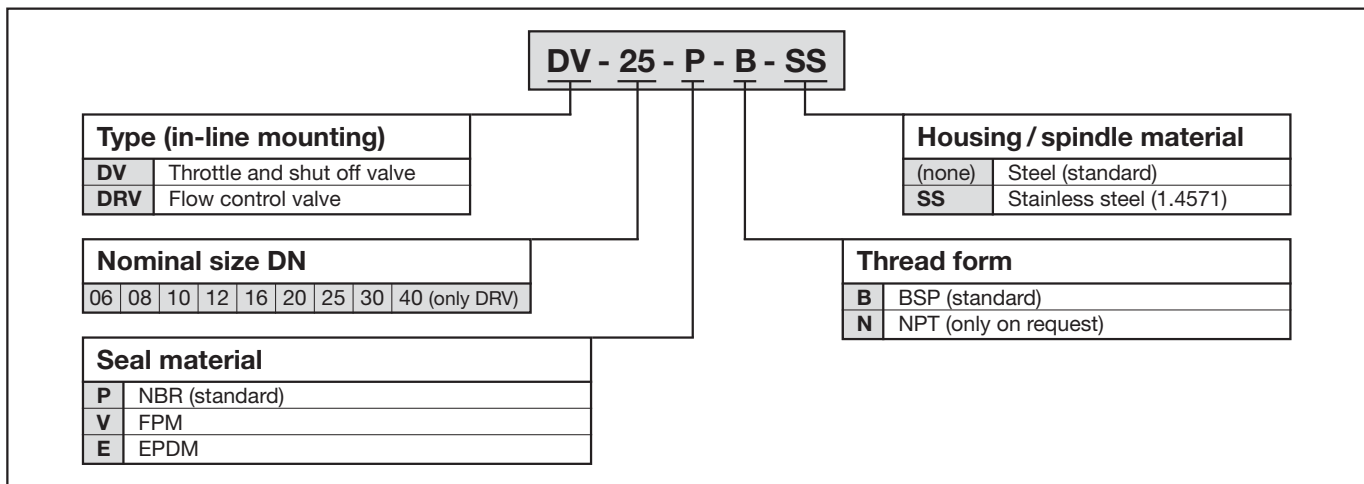 DV - 25 - P - B - SS
Type (in-line mounting)
DV Throttle and shut off valve
DRV Flow control valve
Nominal size DN
06 08 10 12 16 20 25 30 40 (only DRV)
Seal material
P NBR (standard)
V FPM
E EPDM
Housing / spindle material
(none) Steel (standard)
SS Stainless steel (1.4571)
Thread form
B BSP (standard)
N NPT (only on request)